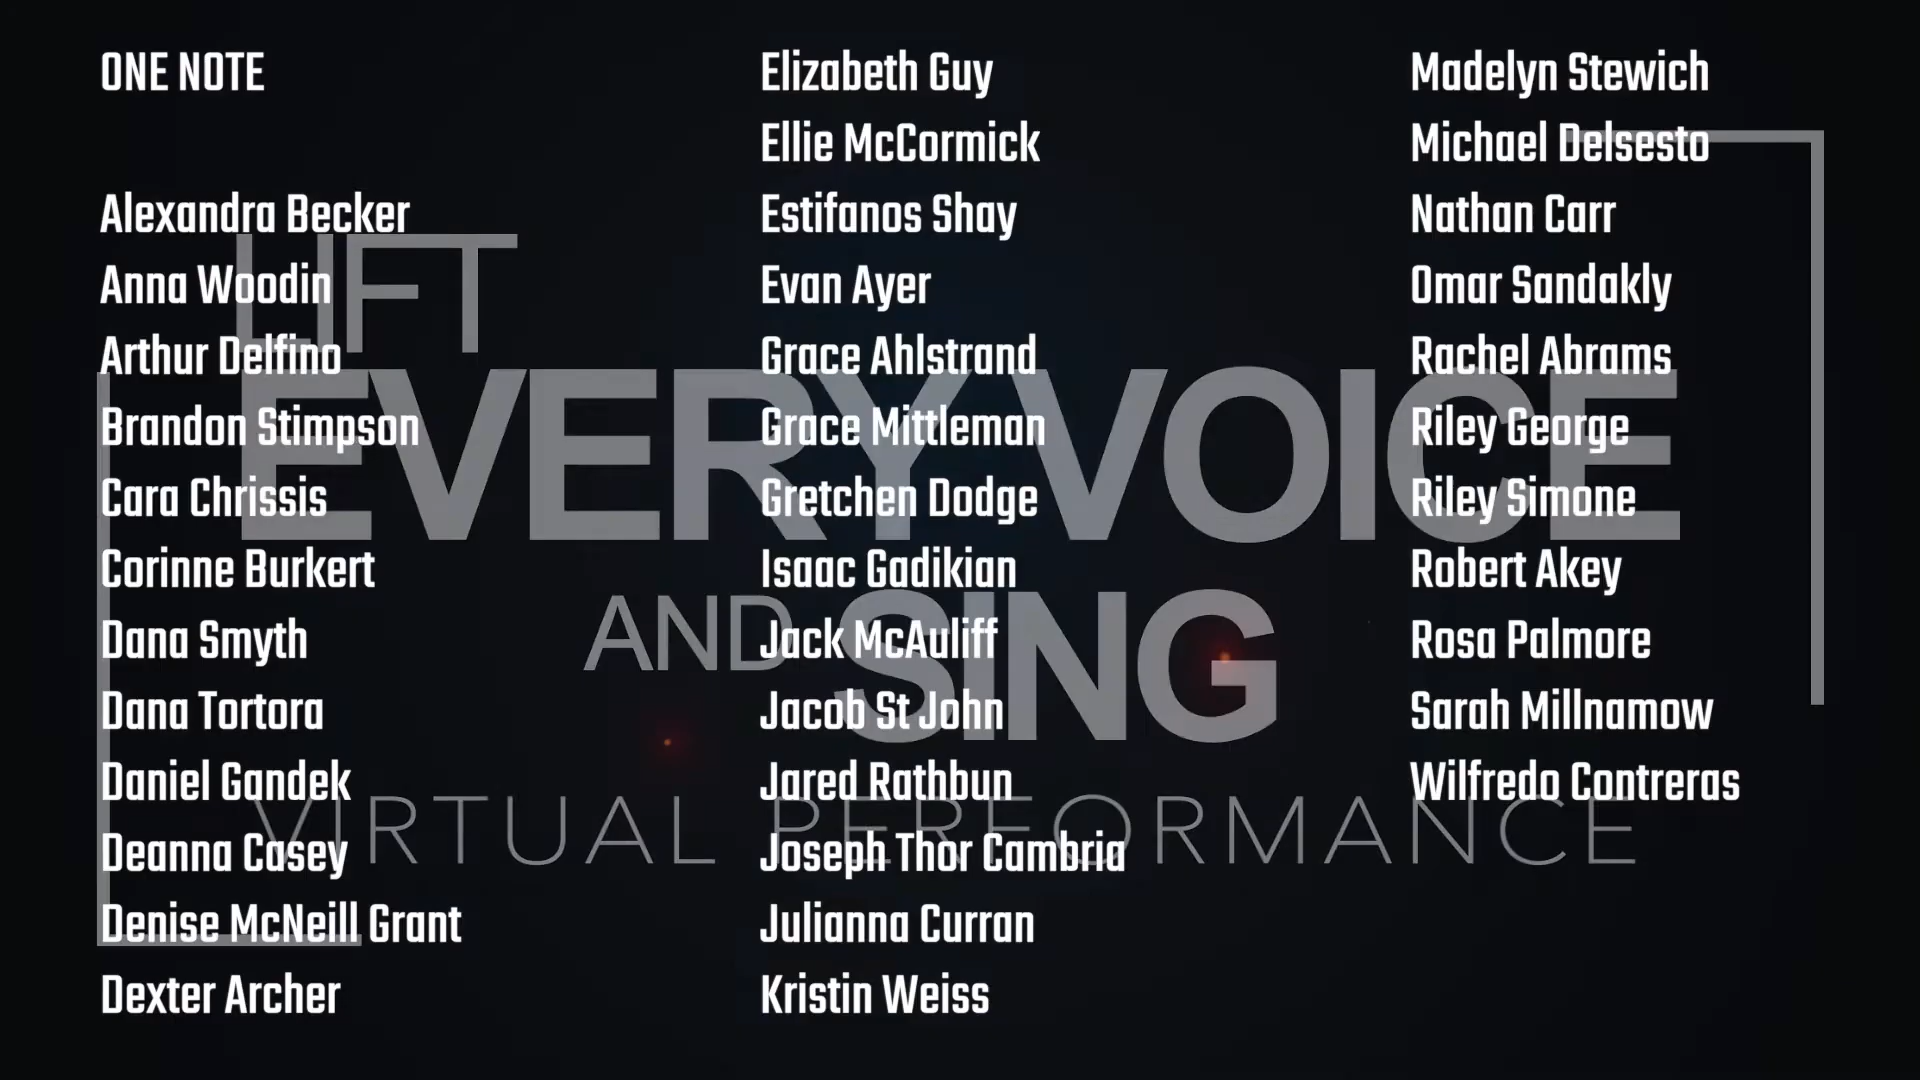 ONE NOTE
Alexandra Becker
Anna Woodin
Arthur Delfino
Brandon Stimpson
Cara Chrissis
Corinne Burkert
Dana Smyth
Dana Tortora
Daniel Gandek
Deanna Casey
Denise McNeill Grant
Dexter Archer
Elizabeth Guy
Ellie McCormick
Estifanos Shay
Evan Ayer
Grace Ahlstrand
Grace Mittleman
Gretchen Dodge
Isaac Gadikian
Jack McAuliff
Jacob St John
Jared Rathbun
Joseph Thor Cambria
Julianna Curran
Kristin Weiss
Madelyn Stewich
Michael Delsesto
Nathan Carr
Omar Sandakly
Rachel Abrams
Riley George
Riley Simone
Robert Akey
Rosa Palmore
Sarah Millnamow
Wilfredo Contreras
LIFT
EVERY VOICE
AND SING
VIRTUAL PERFORMANCE